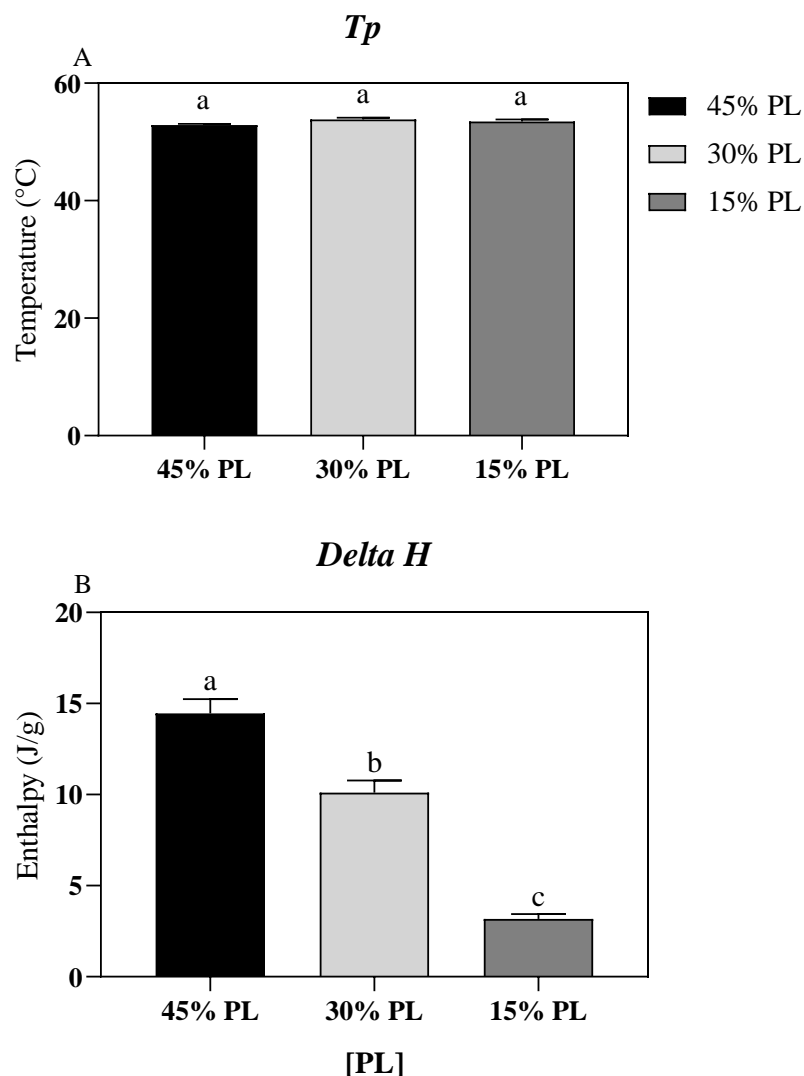 Tp
A
60
40
20
0
Temperature (°C)
a a a
45% PL 30% PL 15% PL
45% PL
30% PL
15% PL
Delta H
B
20
15
10
5
0
Enthalpy (J/g)
a
b
c
45% PL 30% PL 15% PL
[PL]